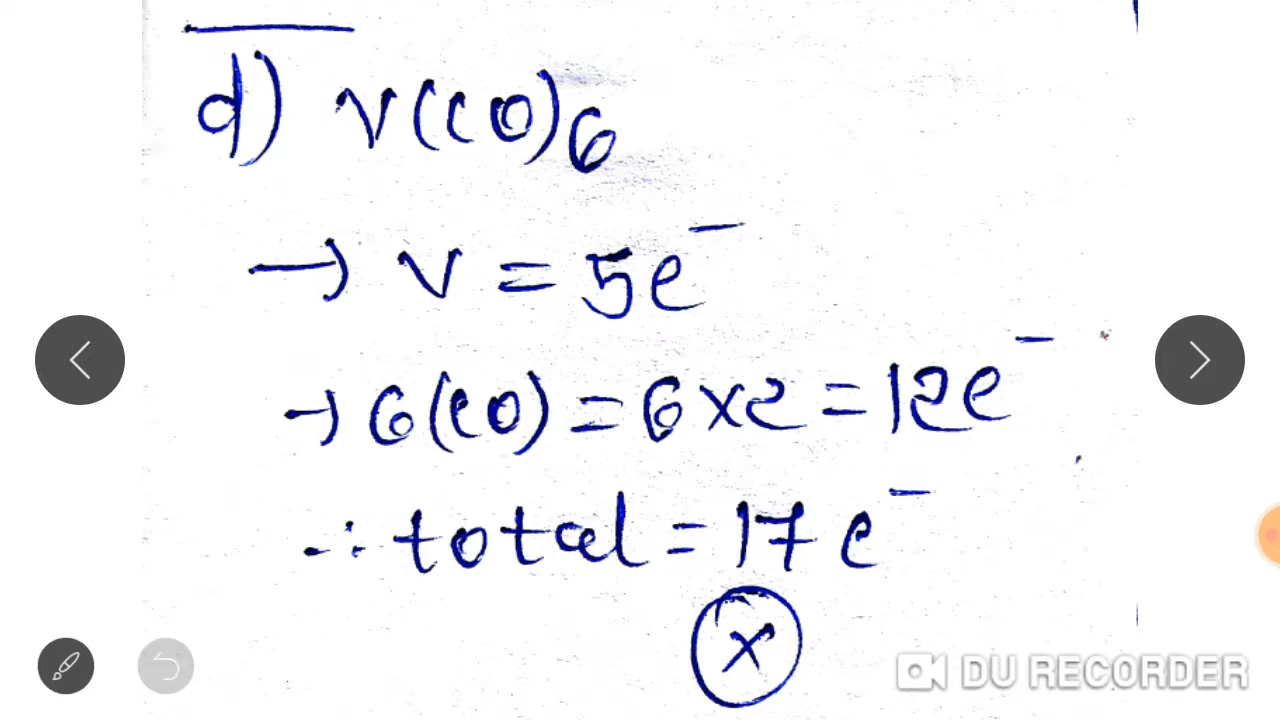 d) V(CO)6
→ V = 5e⁻
→ 6(CO) = 6 x 2 = 12e⁻
∴ total = 17e⁻
x
DU RECORDER